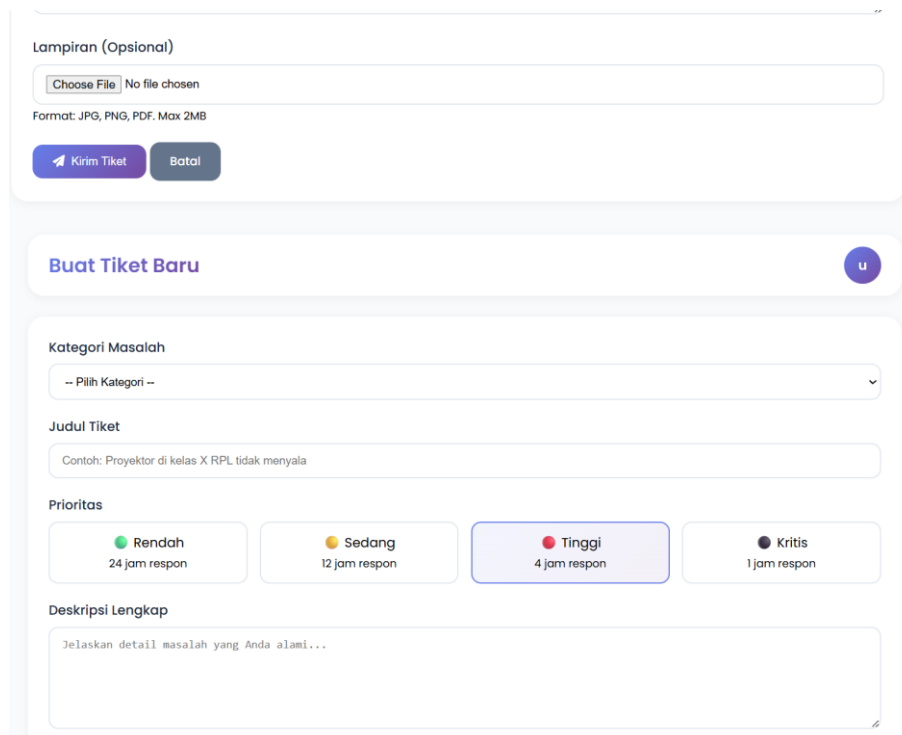 Lampiran (Opsional)
Choose File No file chosen
Format: JPG, PNG, PDF. Max 2MB
Kirim Tiket Batal
Buat Tiket Baru u
Kategori Masalah
-- Pilih Kategori --
Judul Tiket
Contoh: Proyektor di kelas X RPL tidak menyala
Prioritas
Rendah Sedang Tinggi Kritis
24 jam respon 12 jam respon 4 jam respon 1 jam respon
Deskripsi Lengkap
Jelaskan detail masalah yang Anda alami...